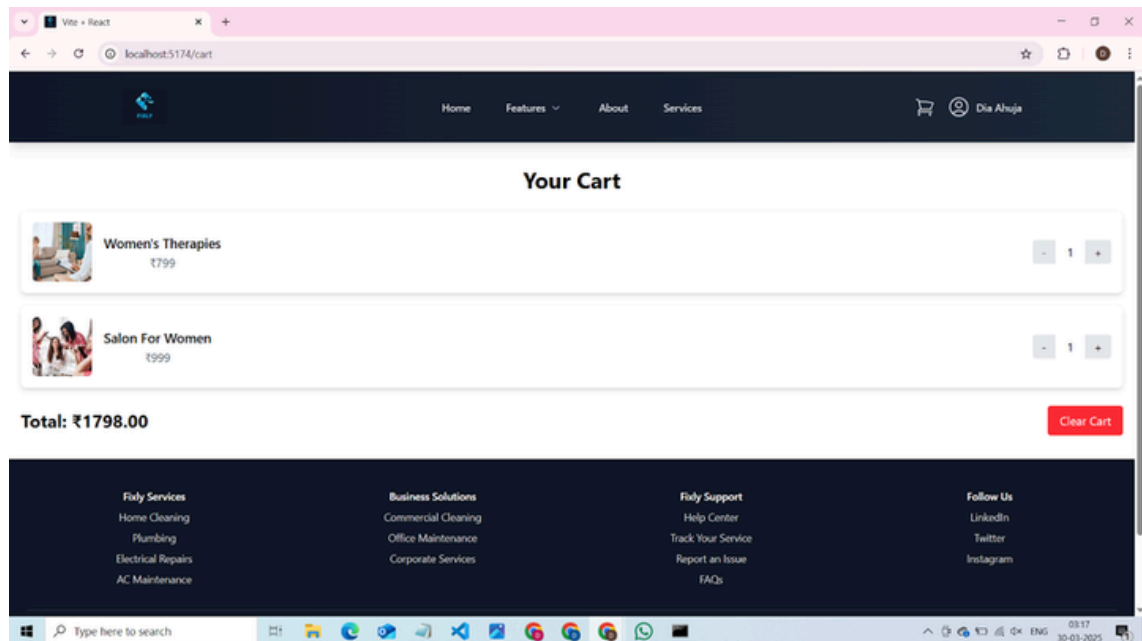 Vite + React
localhost:5174/cart
FIXLY
Home Features About Services Dia Ahuja
Your Cart
Women's Therapies
₹799
- 1 +
Salon For Women
₹999
- 1 +
Total: ₹1798.00
Clear Cart
Fixly Services
Home Cleaning
Plumbing
Electrical Repairs
AC Maintenance
Business Solutions
Commercial Cleaning
Office Maintenance
Corporate Services
Fixly Support
Help Center
Track Your Service
Report an Issue
FAQs
Follow Us
LinkedIn
Twitter
Instagram
Type here to search
ENG
03:17
30-03-2025